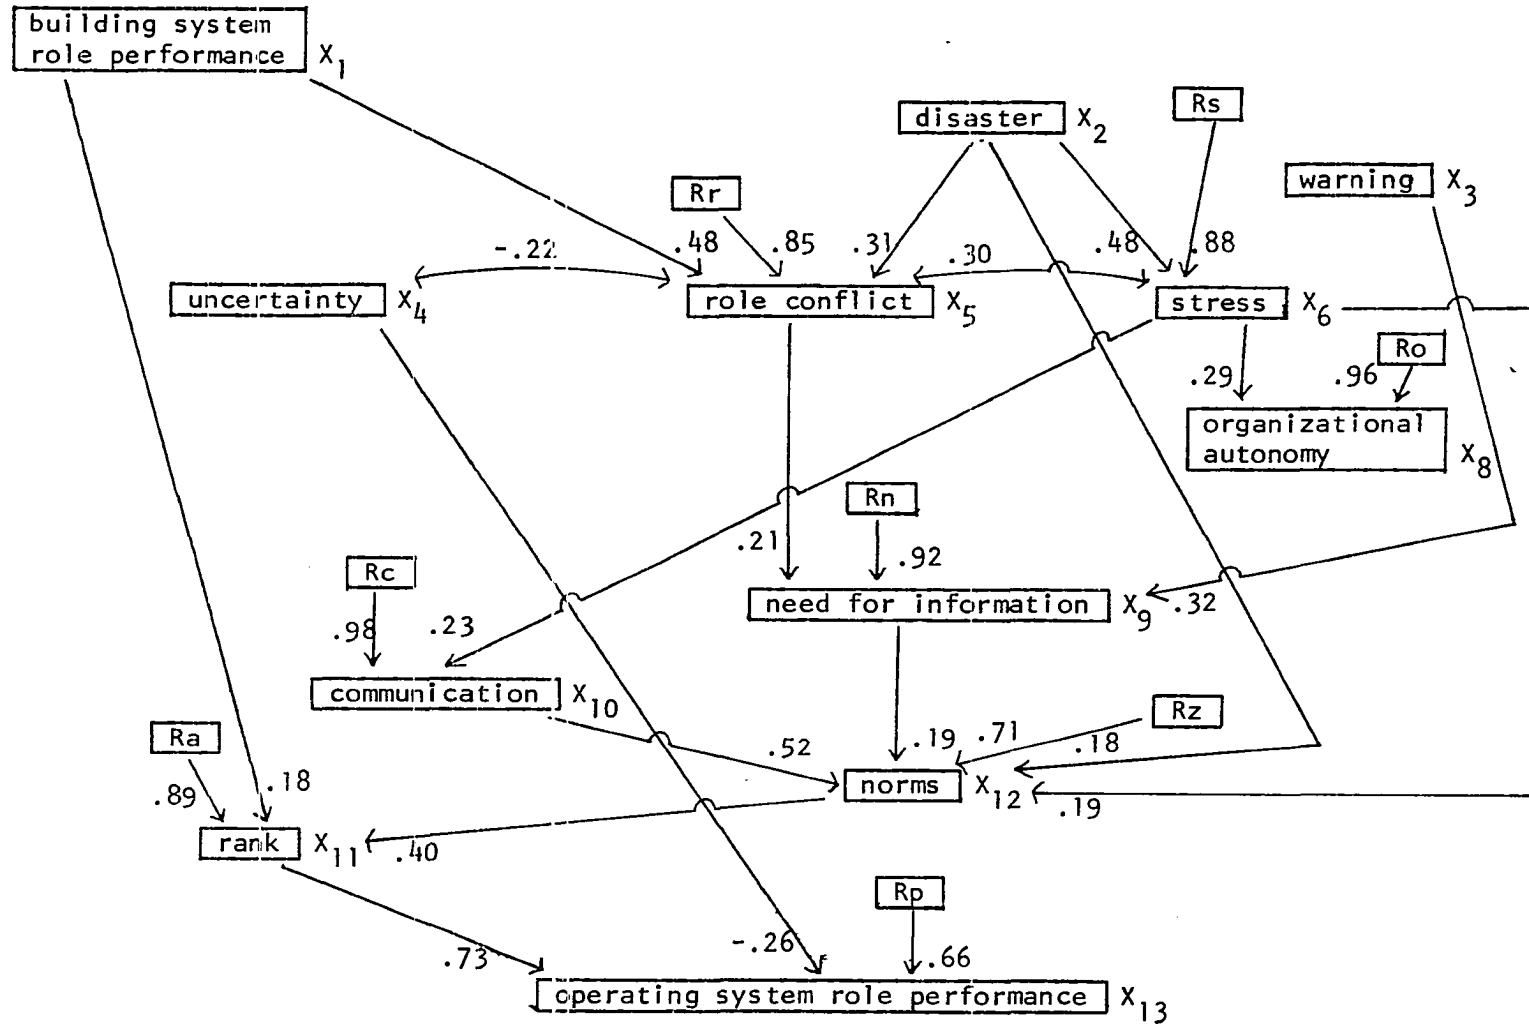 building system
role performance X1
disaster X2
Rs
warning X3
Rr
-.22
.48
.85
.31
.30
.48
.88
uncertainty X4
role conflict X5
stress X6
Ro
.29
.96
organizational
autonomy X8
Rn
.21
.92
Rc
.98
.23
need for information X9
.32
communication X10
Rz
Ra
.52
.19
.71
.18
.89
.18
norms X12
.19
rank X11
.40
Rp
.73
-.26
.66
operating system role performance X13